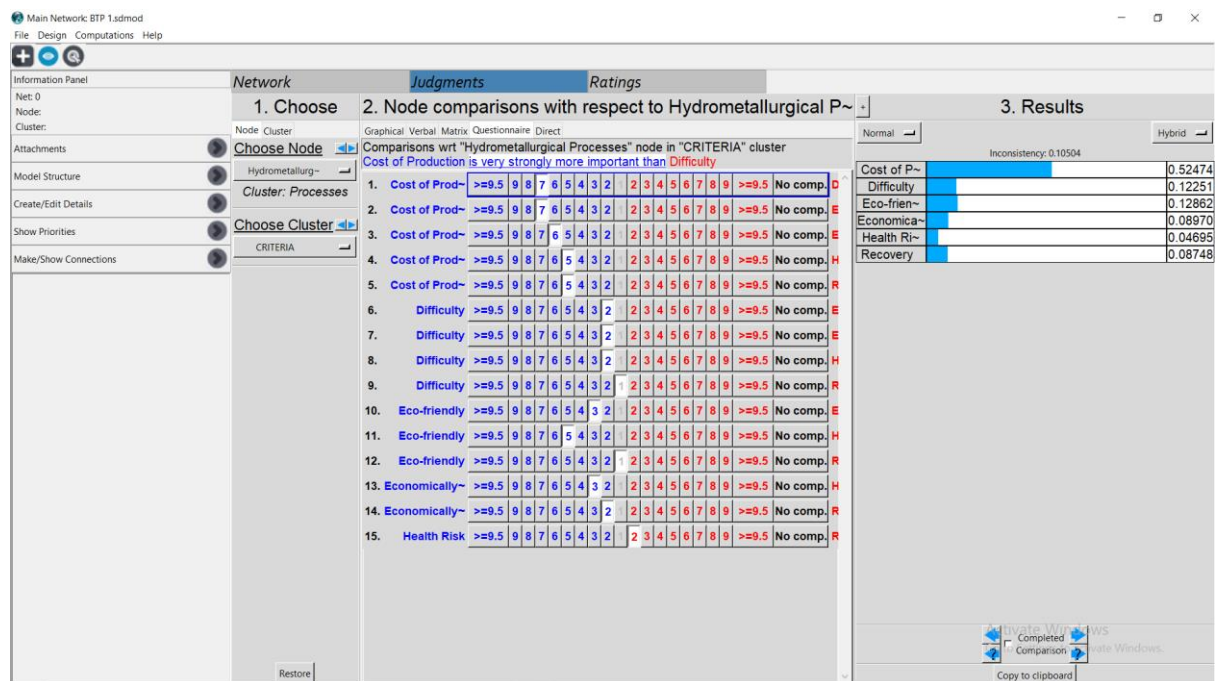 Main Network: BTP 1.sdmod
File Design Computations Help
Information Panel
Net: 0
Node:
Cluster:
Attachments
Model Structure
Create/Edit Details
Show Priorities
Make/Show Connections
Network Judgments Ratings
1. Choose
Node Cluster
Choose Node
Hydrometallurg~
Cluster: Processes
Choose Cluster
CRITERIA
Restore
2. Node comparisons with respect to Hydrometallurgical P~
Graphical Verbal Matrix Questionnaire Direct
Comparisons wrt "Hydrometallurgical Processes" node in "CRITERIA" cluster
Cost of Production is very strongly more important than Difficulty
1. Cost of Prod~ >=9.5 9 8 7 6 5 4 3 2 1 2 3 4 5 6 7 8 9 >=9.5 No comp. D
2. Cost of Prod~ >=9.5 9 8 7 6 5 4 3 2 1 2 3 4 5 6 7 8 9 >=9.5 No comp. E
3. Cost of Prod~ >=9.5 9 8 7 6 5 4 3 2 1 2 3 4 5 6 7 8 9 >=9.5 No comp. E
4. Cost of Prod~ >=9.5 9 8 7 6 5 4 3 2 1 2 3 4 5 6 7 8 9 >=9.5 No comp. H
5. Cost of Prod~ >=9.5 9 8 7 6 5 4 3 2 1 2 3 4 5 6 7 8 9 >=9.5 No comp. R
6. Difficulty >=9.5 9 8 7 6 5 4 3 2 1 2 3 4 5 6 7 8 9 >=9.5 No comp. E
7. Difficulty >=9.5 9 8 7 6 5 4 3 2 1 2 3 4 5 6 7 8 9 >=9.5 No comp. E
8. Difficulty >=9.5 9 8 7 6 5 4 3 2 1 2 3 4 5 6 7 8 9 >=9.5 No comp. H
9. Difficulty >=9.5 9 8 7 6 5 4 3 2 1 2 3 4 5 6 7 8 9 >=9.5 No comp. R
10. Eco-friendly >=9.5 9 8 7 6 5 4 3 2 1 2 3 4 5 6 7 8 9 >=9.5 No comp. E
11. Eco-friendly >=9.5 9 8 7 6 5 4 3 2 1 2 3 4 5 6 7 8 9 >=9.5 No comp. H
12. Eco-friendly >=9.5 9 8 7 6 5 4 3 2 1 2 3 4 5 6 7 8 9 >=9.5 No comp. R
13. Economically~ >=9.5 9 8 7 6 5 4 3 2 1 2 3 4 5 6 7 8 9 >=9.5 No comp. H
14. Economically~ >=9.5 9 8 7 6 5 4 3 2 1 2 3 4 5 6 7 8 9 >=9.5 No comp. R
15. Health Risk >=9.5 9 8 7 6 5 4 3 2 1 2 3 4 5 6 7 8 9 >=9.5 No comp. R
+ 3. Results
Normal Hybrid
Inconsistency: 0.10504
Cost of P~ 0.52474
Difficulty 0.12251
Eco-frien~ 0.12862
Economica~ 0.08970
Health Ri~ 0.04695
Recovery 0.08748
Activate Windows
Completed
Comparison
Copy to clipboard